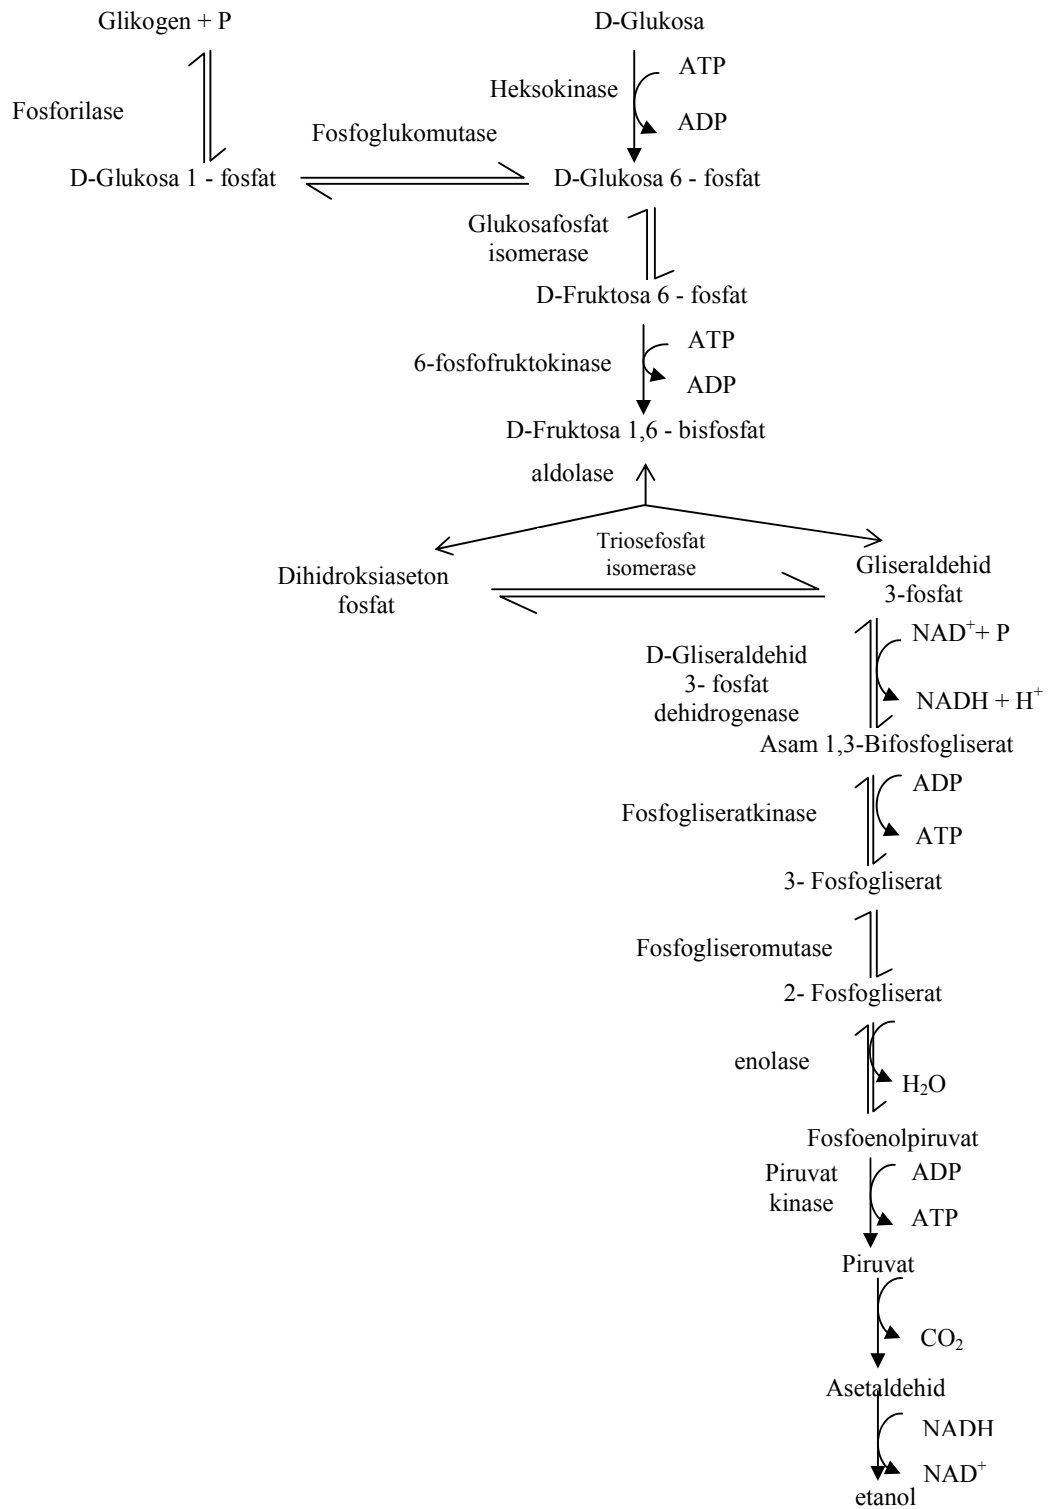 Glikogen + P
D-Glukosa
ATP
Heksokinase
Fosforilase
ADP
Fosfoglukomutase
D-Glukosa 1 - fosfat
D-Glukosa 6 - fosfat
Glukosafosfat
isomerase
D-Fruktosa 6 - fosfat
ATP
6-fosfofruktokinase
ADP
D-Fruktosa 1,6 - bisfosfat
aldolase
Triosefosfat
isomerase
Dihidroksiaseton
fosfat
Gliseraldehid
3-fosfat
NAD⁺+ P
D-Gliseraldehid
3- fosfat
dehidrogenase
NADH + H⁺
Asam 1,3-Bifosfogliserat
ADP
Fosfogliseratkinase
ATP
3- Fosfogliserat
Fosfogliseromutase
2- Fosfogliserat
enolase
H₂O
Fosfoenolpiruvat
Piruvat
kinase
ADP
ATP
Piruvat
CO₂
Asetaldehid
NADH
NAD⁺
etanol